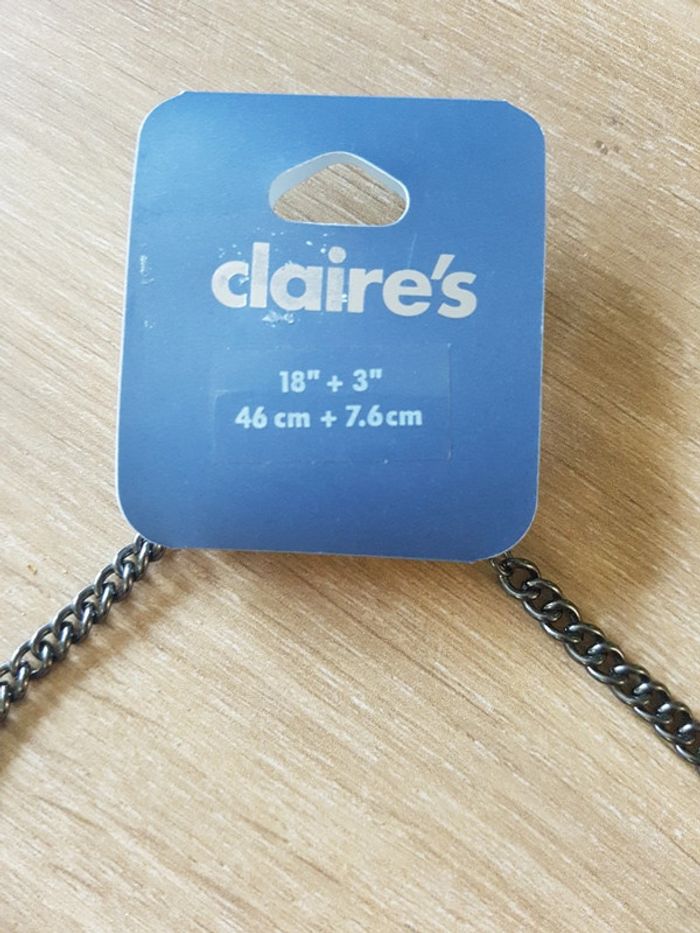 claire's
18" + 3"
46 cm + 7.6cm